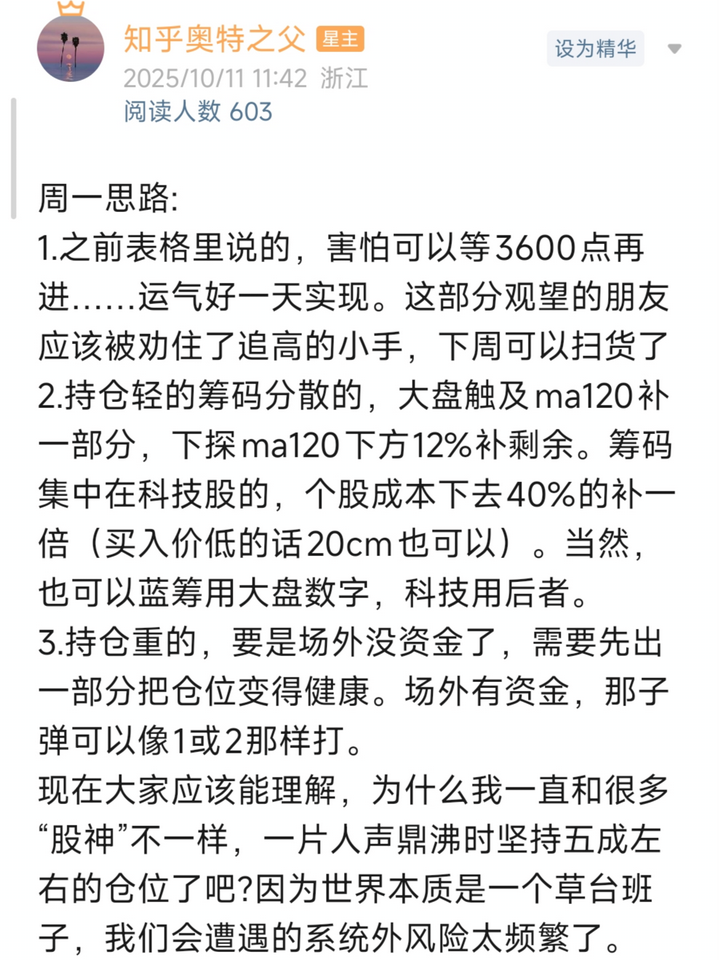 知乎奥特之父 星主
设为精华
2025/10/11 11:42 浙江
阅读人数 603
周一思路:
1.之前表格里说的，害怕可以等3600点再
进……运气好一天实现。这部分观望的朋友
应该被劝住了追高的小手，下周可以扫货了
2.持仓轻的筹码分散的，大盘触及ma120补
一部分，下探ma120下方12%补剩余。筹码
集中在科技股的，个股成本下去40%的补一
倍（买入价低的话20cm也可以）。当然，
也可以蓝筹用大盘数字，科技用后者。
3.持仓重的，要是场外没资金了，需要先出
一部分把仓位变得健康。场外有资金，那子
弹可以像1或2那样打。
现在大家应该能理解，为什么我一直和很多
“股神”不一样，一片人声鼎沸时坚持五成左
右的仓位了吧?因为世界本质是一个草台班
子，我们会遭遇的系统外风险太频繁了。